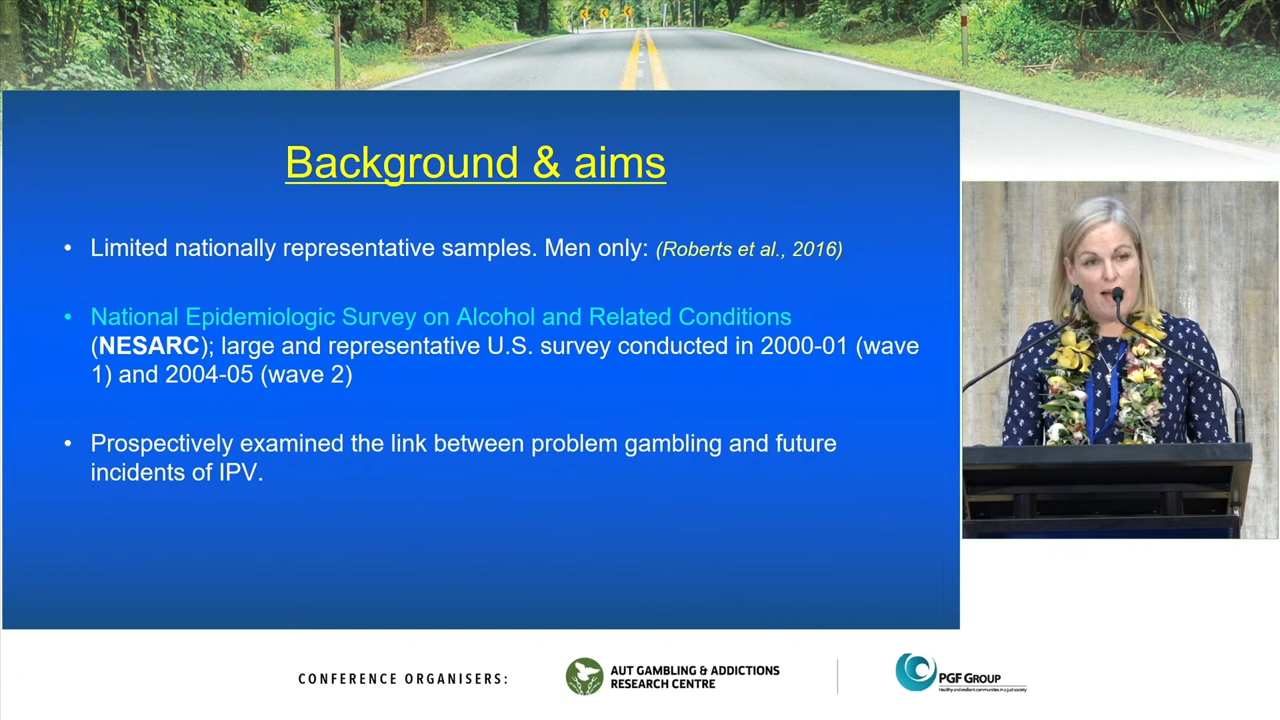 Background & aims
• Limited nationally representative samples. Men only: (Roberts et al., 2016)
• National Epidemiologic Survey on Alcohol and Related Conditions
(NESARC); large and representative U.S. survey conducted in 2000-01 (wave
1) and 2004-05 (wave 2)
• Prospectively examined the link between problem gambling and future
incidents of IPV.
CONFERENCE ORGANISERS:
AUT GAMBLING & ADDICTIONS
RESEARCH CENTRE
PGF GROUP
Healthy and resilient communities in a just society